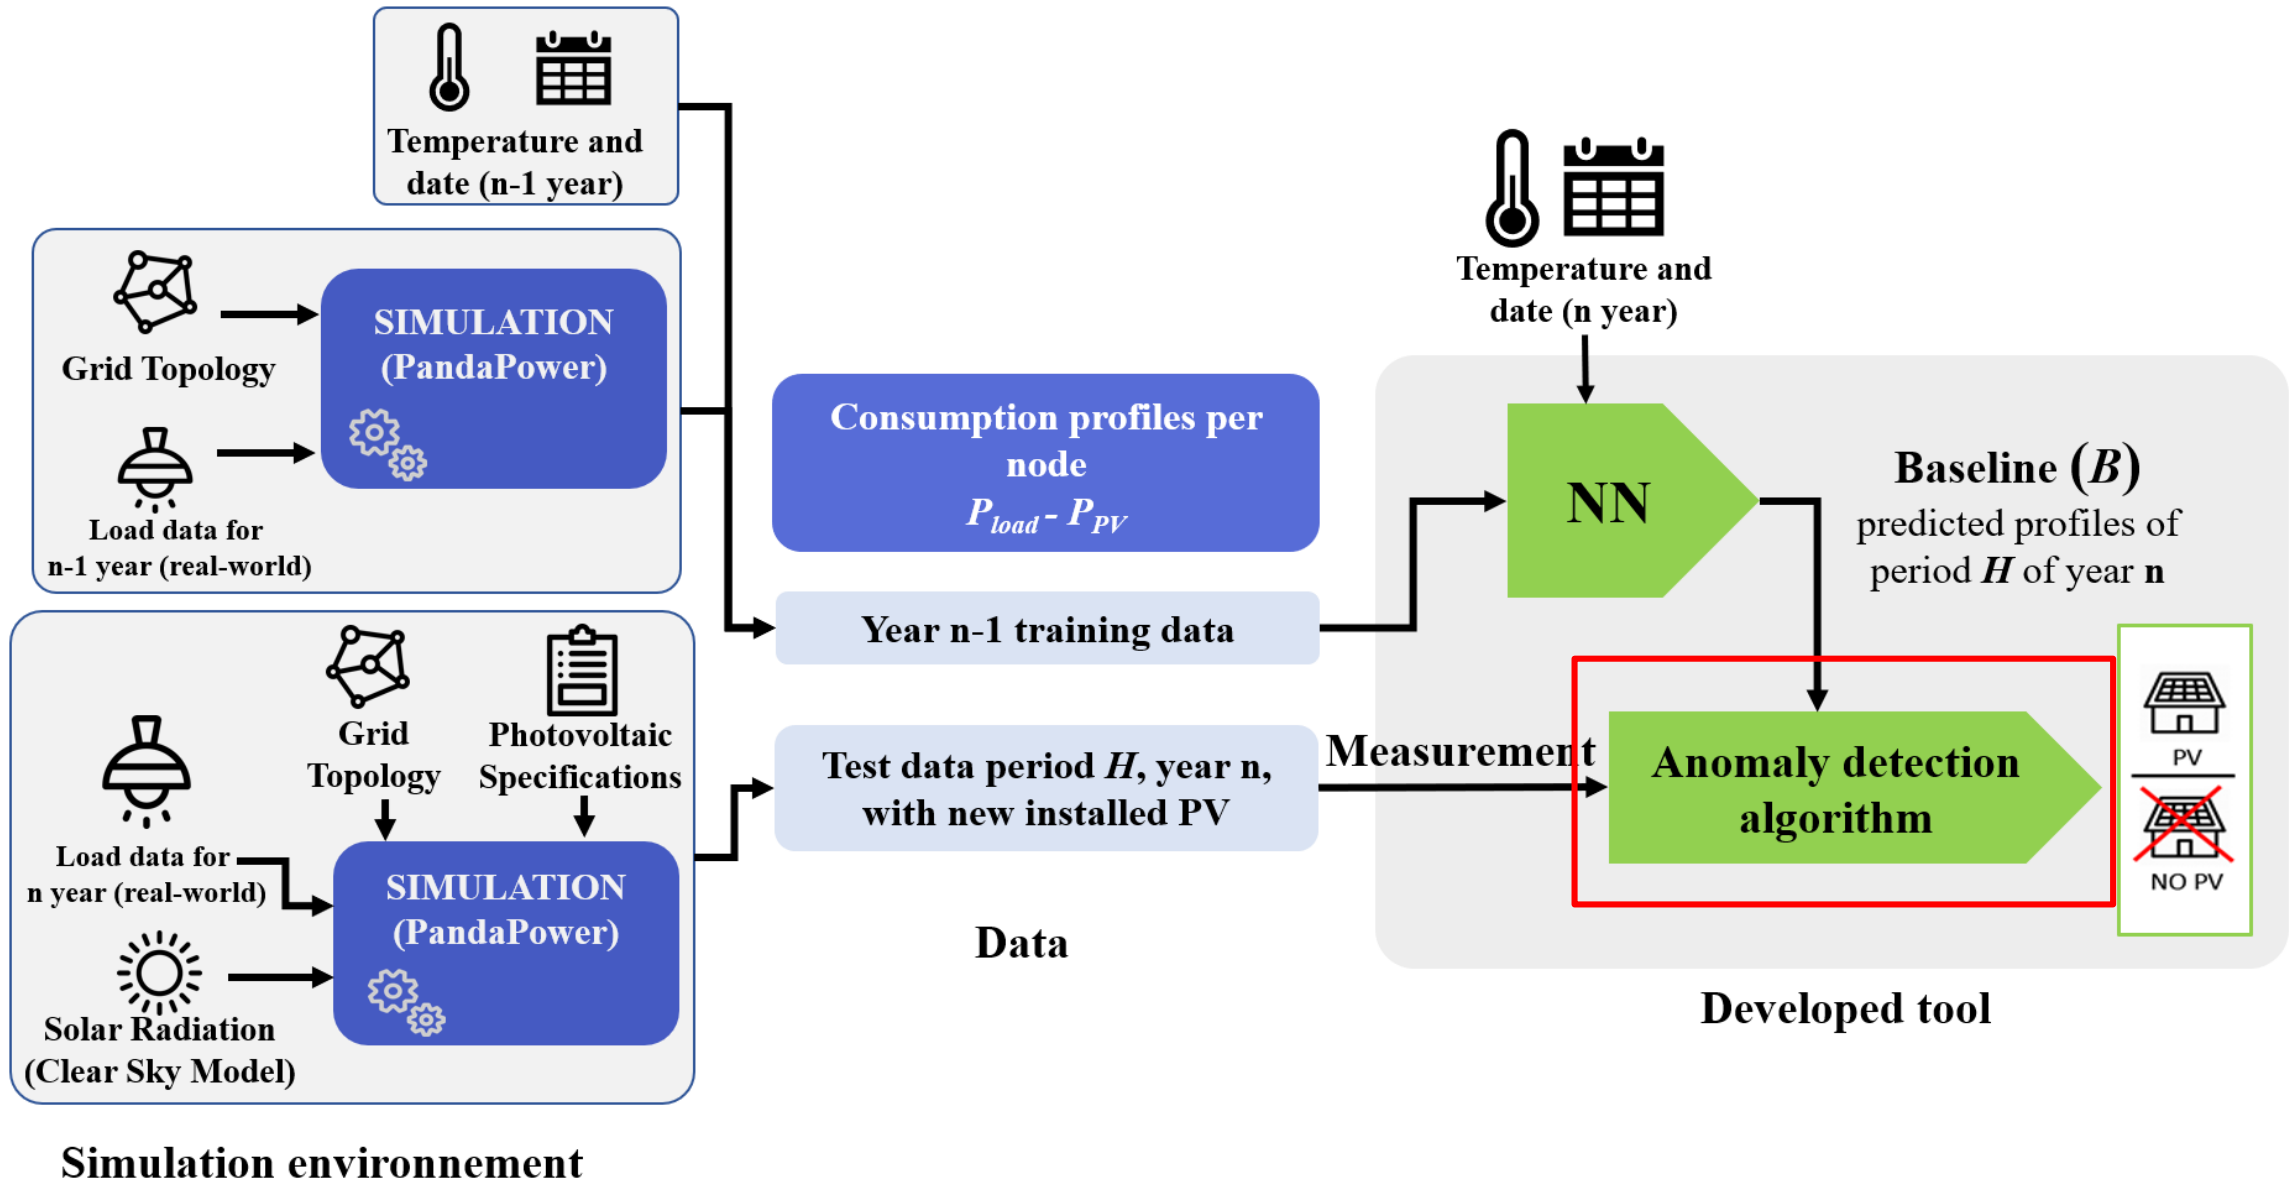 Temperature and
date (n-1 year)
Grid Topology
Load data for
n-1 year (real-world)
SIMULATION
(PandaPower)
Grid
Topology
Photovoltaic
Specifications
Load data for
n year (real-world)
Solar Radiation
(Clear Sky Model)
SIMULATION
(PandaPower)
Simulation environnement
Consumption profiles per
node
P_load - P_PV
Year n-1 training data
Test data period H, year n,
with new installed PV
Data
Measurement
Temperature and
date (n year)
NN
Baseline (B)
predicted profiles of
period H of year n
Anomaly detection
algorithm
PV
NO PV
Developed tool